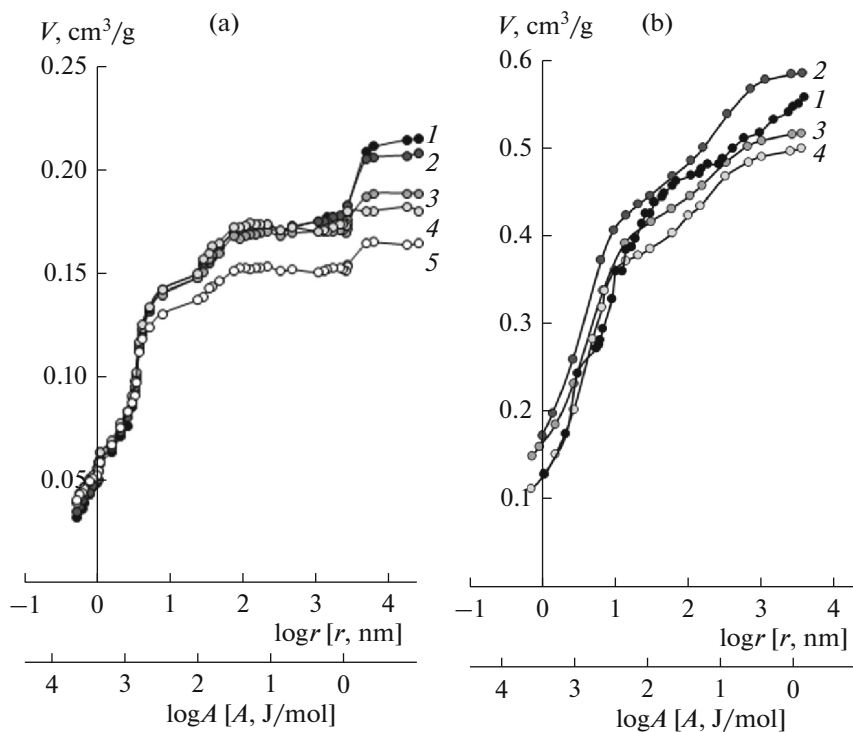 V, cm³/g (a)
0.25
0.20
0.15
0.10
0.05
1
2
3
4
5
−1 0 1 2 3 4
logr [r, nm]
4 3 2 1 0
logA [A, J/mol]
V, cm³/g (b)
0.6
0.5
0.4
0.3
0.2
0.1
2
1
3
4
−1 0 1 2 3 4
logr [r, nm]
4 3 2 1 0
logA [A, J/mol]